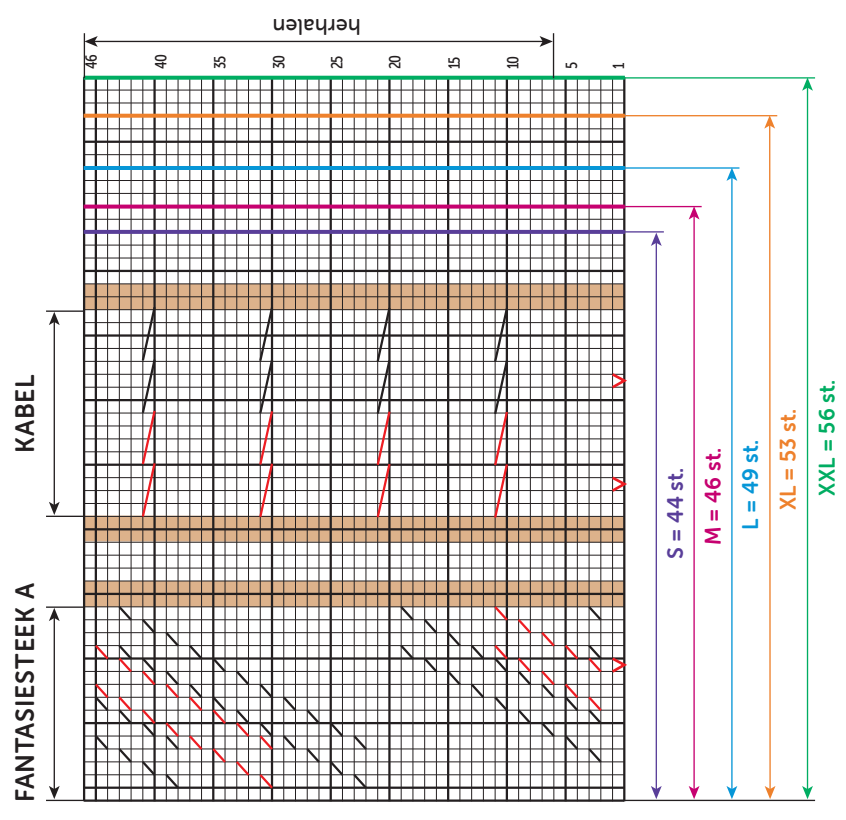 herhalen
46
40
35
30
25
20
15
10
5
1
KABEL
FANTASIESTEEK A
S = 44 st.
M = 46 st.
L = 49 st.
XL = 53 st.
XXL = 56 st.